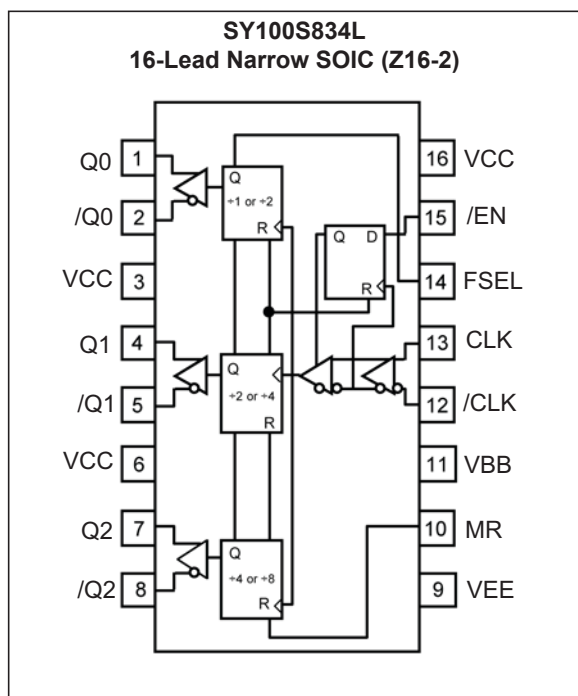 SY100S834L
16-Lead Narrow SOIC (Z16-2)
Q0 1
/Q0 2
VCC 3
Q1 4
/Q1 5
VCC 6
Q2 7
/Q2 8
Q
÷1 or ÷2
R
Q
÷2 or ÷4
R
Q
÷4 or ÷8
R
Q D
R
16 VCC
15 /EN
14 FSEL
13 CLK
12 /CLK
11 VBB
10 MR
9 VEE